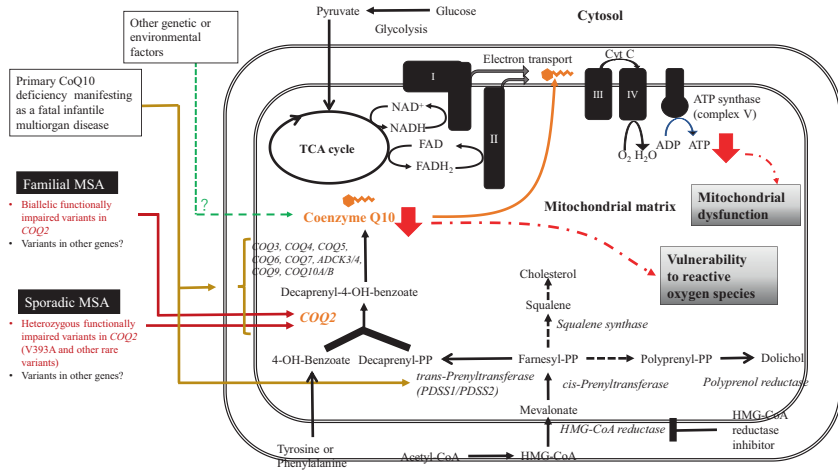 Other genetic or
environmental
factors
Pyruvate
Glucose
Glycolysis
Cytosol
Primary CoQ10
deficiency manifesting
as a fatal infantile
multiorgan disease
Electron transport
Cyt C
I
II
III
IV
ATP synthase
(complex V)
NAD+
NADH
FAD
FADH2
TCA cycle
O2 H2O
ADP
ATP
Mitochondrial
dysfunction
Familial MSA
• Biallelic functionally
impaired variants in
COQ2
• Variants in other genes?
?
Coenzyme Q10
Mitochondrial matrix
Vulnerability
to reactive
oxygen species
COQ3, COQ4, COQ5,
COQ6, COQ7, ADCK3/4,
COQ9, COQ10A/B
Decaprenyl-4-OH-benzoate
COQ2
Cholesterol
Squalene
Squalene synthase
Sporadic MSA
• Heterozygous functionally
impaired variants in COQ2
(V393A and other rare
variants)
• Variants in other genes?
4-OH-Benzoate
Decaprenyl-PP
Farnesyl-PP
Polyprenyl-PP
Dolichol
trans-Prenyltransferase
(PDSS1/PDSS2)
cis-Prenyltransferase
Polyprenol reductase
Mevalonate
HMG-CoA reductase
HMG-CoA
reductase
inhibitor
Tyrosine or
Phenylalanine
Acetyl-CoA
HMG-CoA